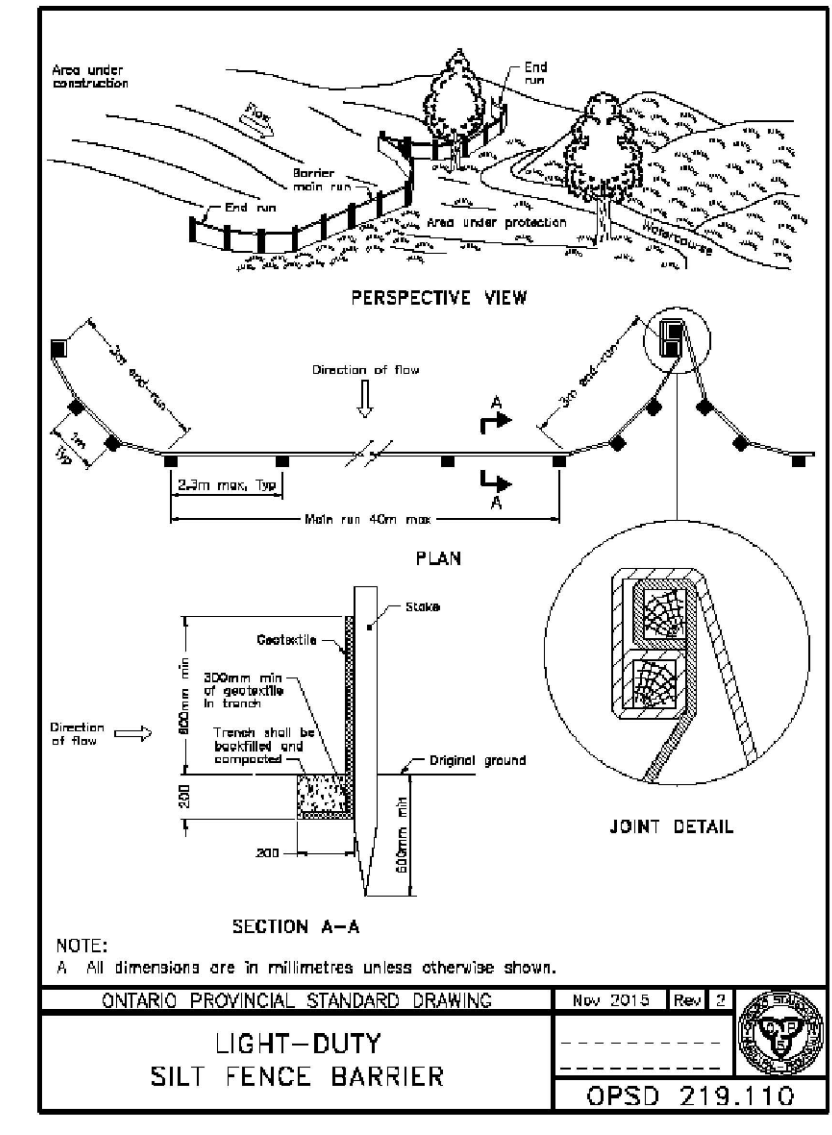 Area under
construction
Flow
End
run
Barrier
main run
End run
Area under protection
Watercourse
PERSPECTIVE VIEW
3m end-run
1m
Typ
Direction of flow
A
A
3m end-run
2.3m max, Typ
Main run 40m max
PLAN
Stake
Geotextile
300mm min
of geotextile
in trench
600mm min
Direction
of flow
Trench shall be
backfilled and
compacted
Original ground
200
200
600mm min
JOINT DETAIL
SECTION A-A
NOTE:
A All dimensions are in millimetres unless otherwise shown.
ONTARIO PROVINCIAL STANDARD DRAWING
Nov 2015 Rev 2
LIGHT-DUTY
SILT FENCE BARRIER
OPS
OPSD 219.110